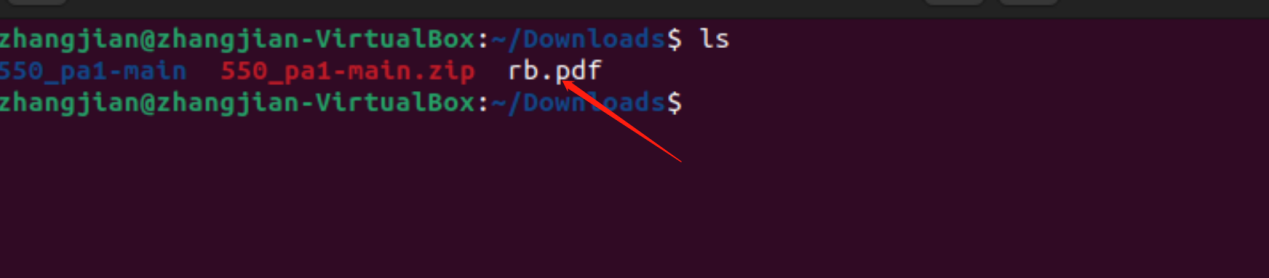 zhangjian@zhangjian-VirtualBox:~/Downloads$ ls
550_pa1-main 550_pa1-main.zip rb.pdf
zhangjian@zhangjian-VirtualBox:~/Downloads$